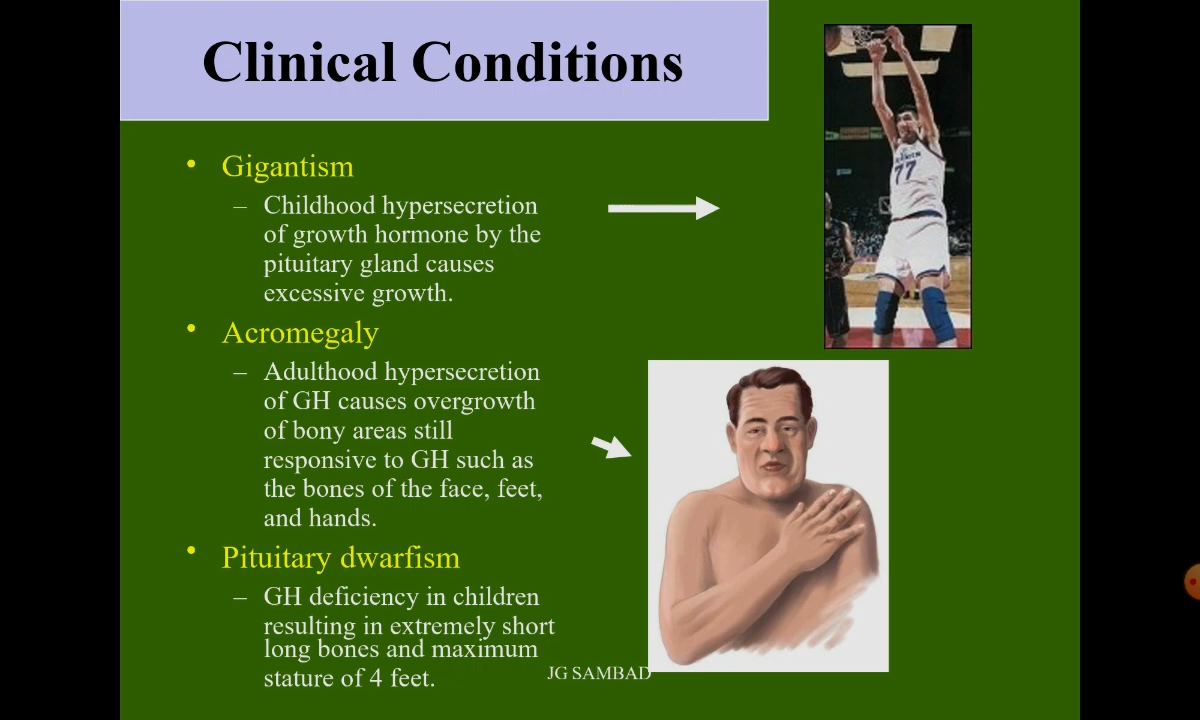 Clinical Conditions
• Gigantism
– Childhood hypersecretion
of growth hormone by the
pituitary gland causes
excessive growth.
• Acromegaly
– Adulthood hypersecretion
of GH causes overgrowth
of bony areas still
responsive to GH such as
the bones of the face, feet,
and hands.
• Pituitary dwarfism
– GH deficiency in children
resulting in extremely short
long bones and maximum
stature of 4 feet.
JG SAMBAD
77